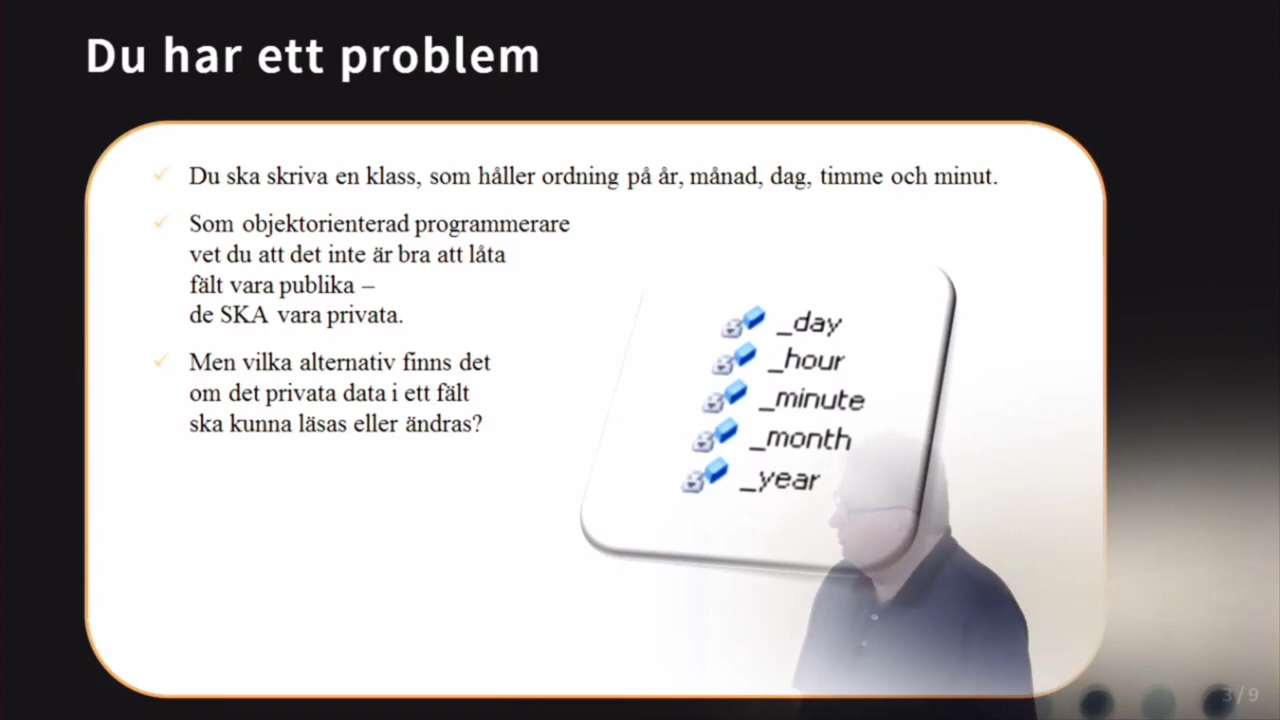 Du har ett problem
Du ska skriva en klass, som håller ordning på år, månad, dag, timme och minut.
Som objektorienterad programmerare
vet du att det inte är bra att låta
fält vara publika –
de SKA vara privata.
Men vilka alternativ finns det
om det privata data i ett fält
ska kunna läsas eller ändras?
_day
_hour
_minute
_month
_year
3 / 9